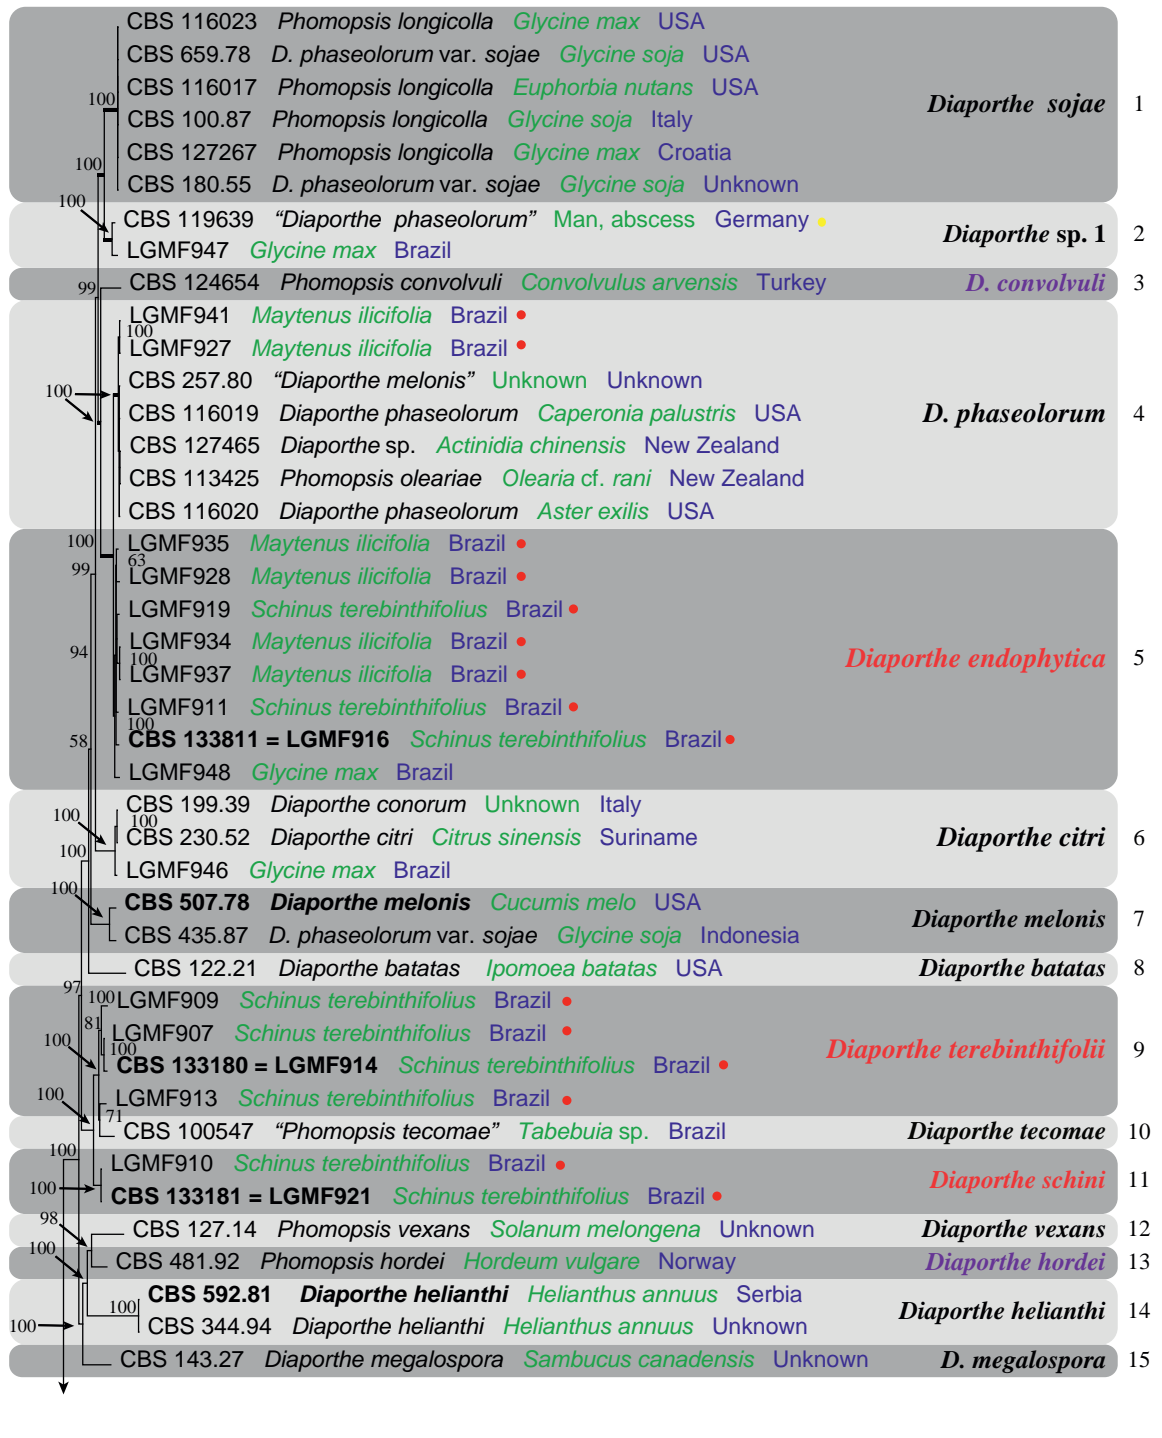 CBS 116023 Phomopsis longicolla Glycine max USA
CBS 659.78 D. phaseolorum var. sojae Glycine soja USA
CBS 116017 Phomopsis longicolla Euphorbia nutans USA
100
CBS 100.87 Phomopsis longicolla Glycine soja Italy
Diaporthe sojae 1
CBS 127267 Phomopsis longicolla Glycine max Croatia
100
CBS 180.55 D. phaseolorum var. sojae Glycine soja Unknown
100
CBS 119639 “Diaporthe phaseolorum” Man, abscess Germany
Diaporthe sp. 1 2
LGMF947 Glycine max Brazil
99
CBS 124654 Phomopsis convolvuli Convolvulus arvensis Turkey D. convolvuli 3
LGMF941 Maytenus ilicifolia Brazil
100
LGMF927 Maytenus ilicifolia Brazil
CBS 257.80 “Diaporthe melonis” Unknown Unknown
100
CBS 116019 Diaporthe phaseolorum Caperonia palustris USA D. phaseolorum 4
CBS 127465 Diaporthe sp. Actinidia chinensis New Zealand
CBS 113425 Phomopsis oleariae Olearia cf. rani New Zealand
CBS 116020 Diaporthe phaseolorum Aster exilis USA
100
LGMF935 Maytenus ilicifolia Brazil
63
99
LGMF928 Maytenus ilicifolia Brazil
LGMF919 Schinus terebinthifolius Brazil
LGMF934 Maytenus ilicifolia Brazil
94
100
Diaporthe endophytica 5
LGMF937 Maytenus ilicifolia Brazil
LGMF911 Schinus terebinthifolius Brazil
100
58
CBS 133811 = LGMF916 Schinus terebinthifolius Brazil
LGMF948 Glycine max Brazil
CBS 199.39 Diaporthe conorum Unknown Italy
100
100
CBS 230.52 Diaporthe citri Citrus sinensis Suriname Diaporthe citri 6
100
LGMF946 Glycine max Brazil
100
CBS 507.78 Diaporthe melonis Cucumis melo USA
Diaporthe melonis 7
CBS 435.87 D. phaseolorum var. sojae Glycine soja Indonesia
CBS 122.21 Diaporthe batatas Ipomoea batatas USA Diaporthe batatas 8
97
100
LGMF909 Schinus terebinthifolius Brazil
81
LGMF907 Schinus terebinthifolius Brazil
100
100
Diaporthe terebinthifolii 9
CBS 133180 = LGMF914 Schinus terebinthifolius Brazil
100
LGMF913 Schinus terebinthifolius Brazil
71
CBS 100547 “Phomopsis tecomae” Tabebuia sp. Brazil Diaporthe tecomae 10
100
LGMF910 Schinus terebinthifolius Brazil
Diaporthe schini 11
100
CBS 133181 = LGMF921 Schinus terebinthifolius Brazil
98
CBS 127.14 Phomopsis vexans Solanum melongena Unknown Diaporthe vexans 12
100
CBS 481.92 Phomopsis hordei Hordeum vulgare Norway Diaporthe hordei 13
CBS 592.81 Diaporthe helianthi Helianthus annuus Serbia
100
Diaporthe helianthi 14
100
CBS 344.94 Diaporthe helianthi Helianthus annuus Unknown
CBS 143.27 Diaporthe megalospora Sambucus canadensis Unknown D. megalospora 15